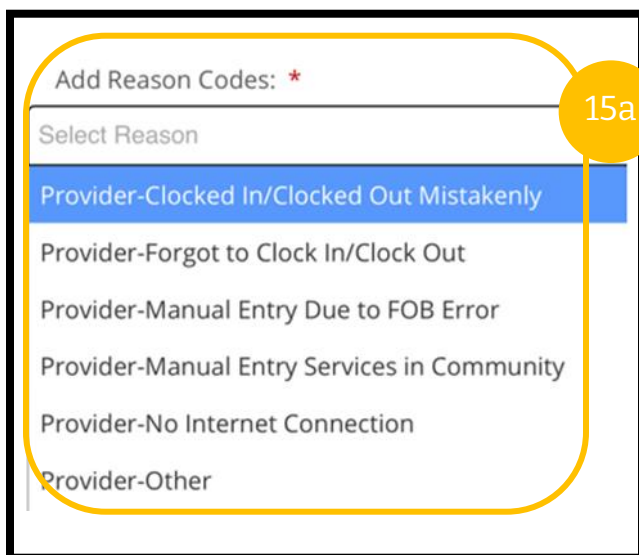 Add Reason Codes: *
15a
Select Reason
Provider-Clocked In/Clocked Out Mistakenly
Provider-Forgot to Clock In/Clock Out
Provider-Manual Entry Due to FOB Error
Provider-Manual Entry Services in Community
Provider-No Internet Connection
Provider-Other